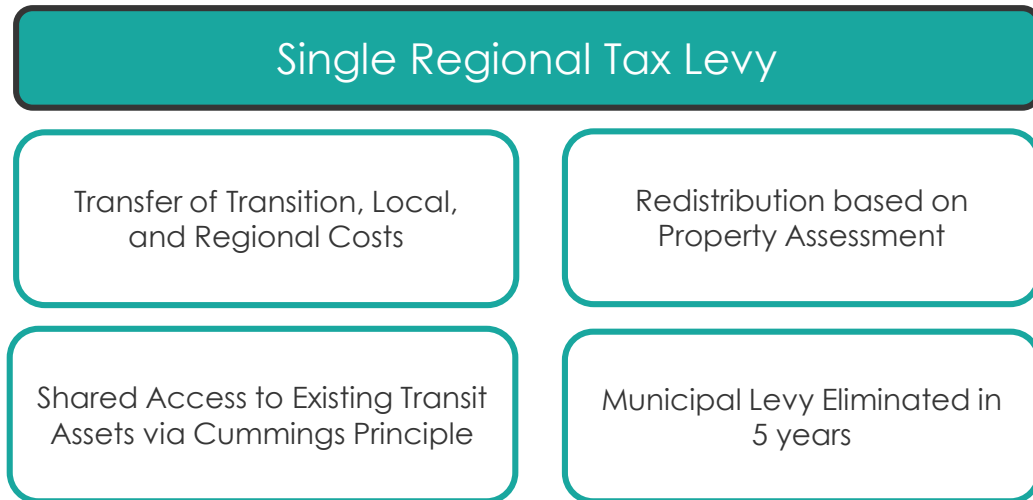 Single Regional Tax Levy
Transfer of Transition, Local,
and Regional Costs
Redistribution based on
Property Assessment
Shared Access to Existing Transit
Assets via Cummings Principle
Municipal Levy Eliminated in
5 years